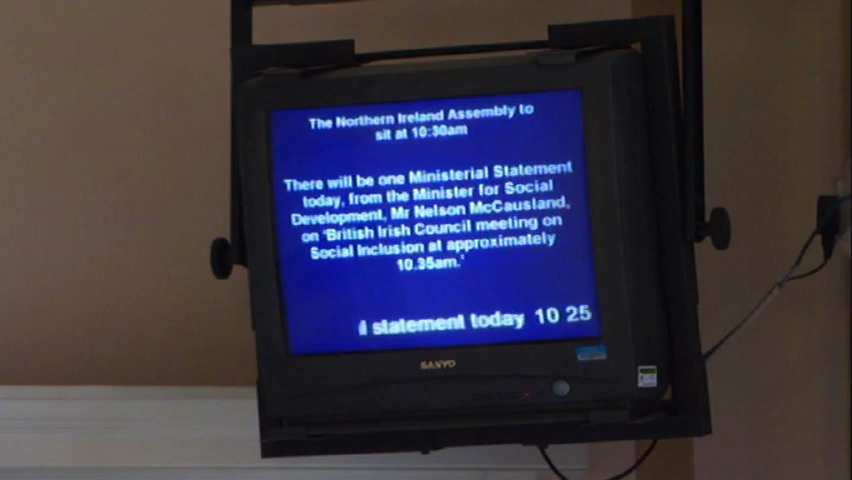 The Northern Ireland Assembly to
sit at 10:30am
There will be one Ministerial Statement
today, from the Minister for Social
Development, Mr Nelson McCausland,
on 'British Irish Council meeting on
Social Inclusion at approximately
10.35am.'
statement today 10 25
SANYO